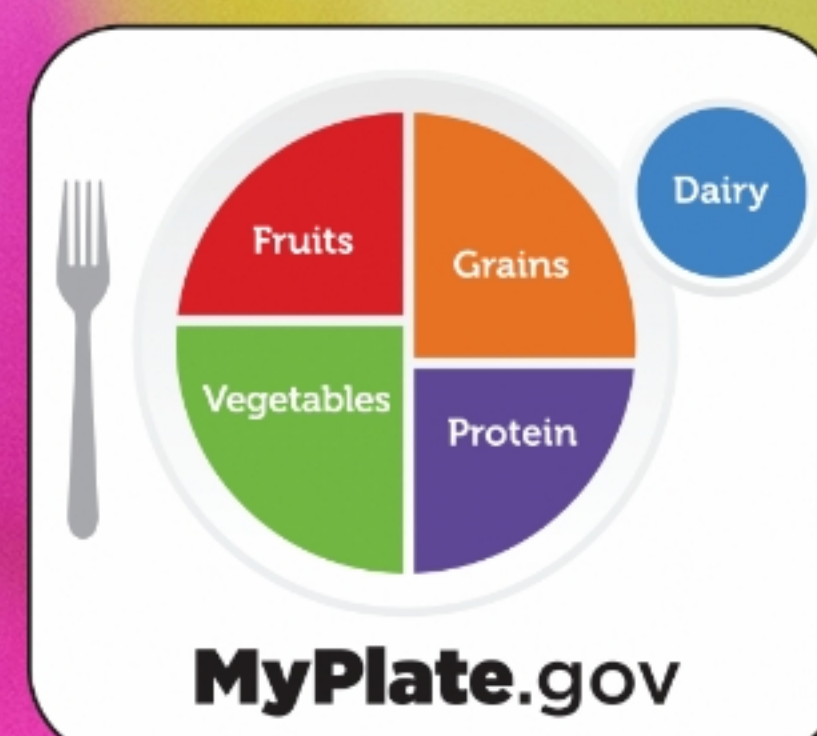 Fruits
Grains
Dairy
Vegetables
Protein
MyPlate.gov